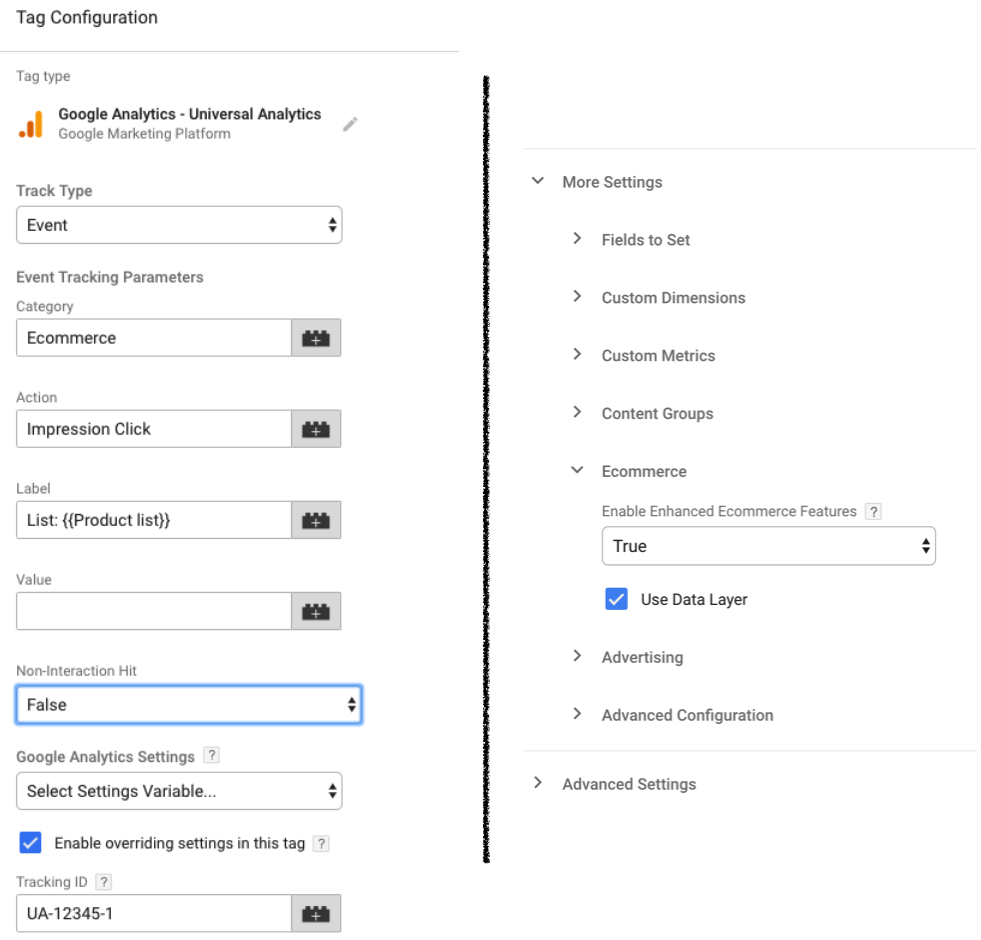 Tag Configuration
Tag type
Google Analytics - Universal Analytics
Google Marketing Platform
Track Type
Event
Event Tracking Parameters
Category
Ecommerce
Action
Impression Click
Label
List: {{Product list}}
Value
Non-Interaction Hit
False
Google Analytics Settings ?
Select Settings Variable...
Enable overriding settings in this tag ?
Tracking ID ?
UA-12345-1
More Settings
Fields to Set
Custom Dimensions
Custom Metrics
Content Groups
Ecommerce
Enable Enhanced Ecommerce Features ?
True
Use Data Layer
Advertising
Advanced Configuration
Advanced Settings